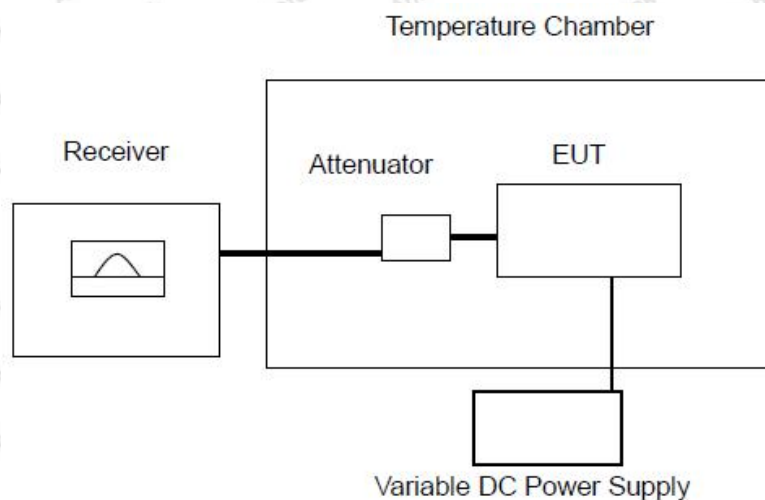 Temperature Chamber
Receiver
Attenuator
EUT
Variable DC Power Supply